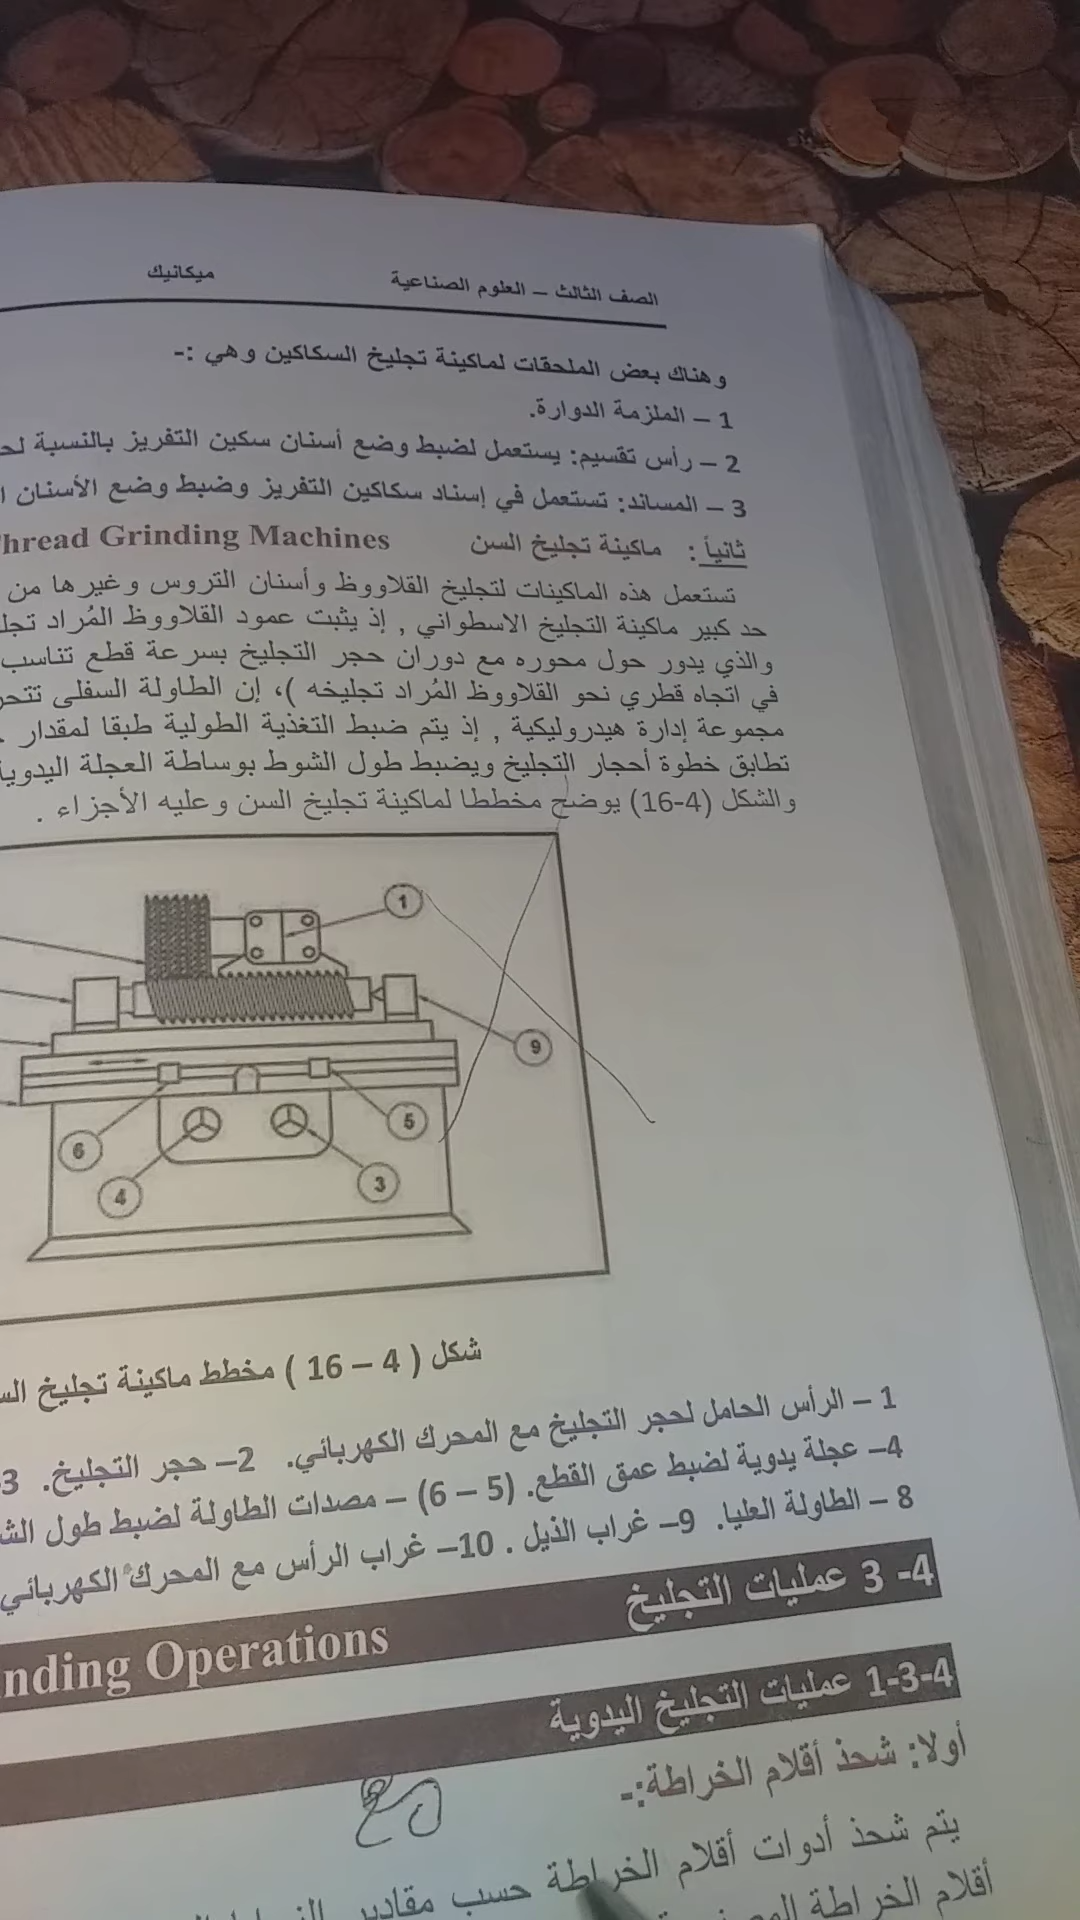 الصف الثالث – العلوم الصناعية ميكانيك
وهناك بعض الملحقات لماكينة تجليخ السكاكين وهي :-
1 – الملزمة الدوارة.
2 – رأس تقسيم: يستعمل لضبط وضع أسنان سكين التفريز بالنسبة
3 – المساند: تستعمل في إسناد سكاكين التفريز وضبط وضع الأسنان
ثانياً : ماكينة تجليخ السن hread Grinding Machines
تستعمل هذه الماكينات لتجليخ القلاووظ وأسنان التروس وغيرها من
حد كبير ماكينة التجليخ الاسطواني , إذ يثبت عمود القلاووظ المُراد
والذي يدور حول محوره مع دوران حجر التجليخ بسرعة قطع تناسب
في اتجاه قطري نحو القلاووظ المُراد تجليخه )، إن الطاولة السفلى
مجموعة إدارة هيدروليكية , إذ يتم ضبط التغذية الطولية طبقا لمقدار
تطابق خطوة أحجار التجليخ ويضبط طول الشوط بوساطة العجلة
والشكل (4-16) يوضح مخططا لماكينة تجليخ السن وعليه الأجزاء .
1
9
5
6
3
4
شكل ( 4 – 16 ) مخطط ماكينة تجليخ
1 – الرأس الحامل لحجر التجليخ مع المحرك الكهربائي. 2– حجر التجليخ. 3
4– عجلة يدوية لضبط عمق القطع. (5 – 6) – مصدات الطاولة لضبط طول
8 – الطاولة العليا. 9– غراب الذيل . 10– غراب الرأس مع المحرك الكهربائي
4- 3 عمليات التجليخ
nding Operations
4-3-1 عمليات التجليخ اليدوية
أولا: شحذ أقلام الخراطة:-
يتم شحذ أدوات أقلام الخراطة حسب مقادير
أقلام الخراطة